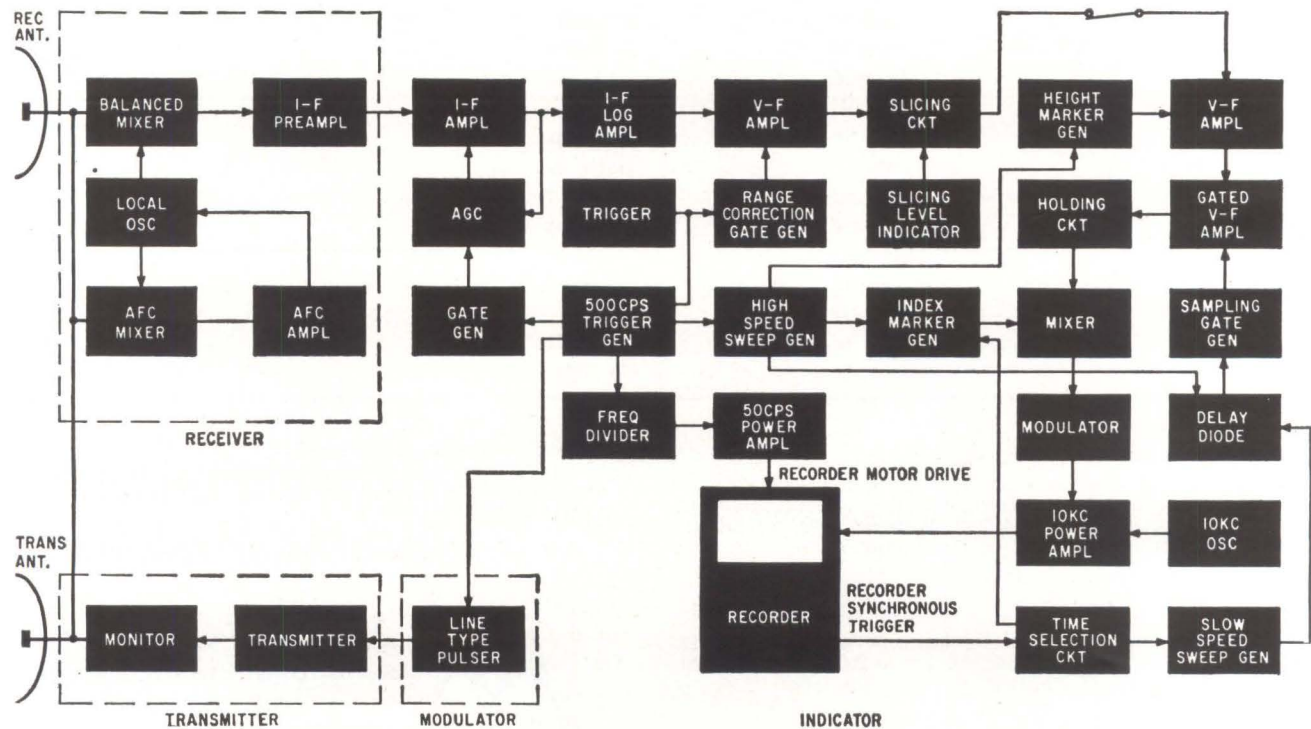 REC
ANT.
BALANCED
MIXER
I-F
PREAMPL
I-F
AMPL
I-F
LOG
AMPL
V-F
AMPL
SLICING
CKT
HEIGHT
MARKER
GEN
V-F
AMPL
LOCAL
OSC
AGC
TRIGGER
RANGE
CORRECTION
GATE GEN
SLICING
LEVEL
INDICATOR
HOLDING
CKT
GATED
V-F
AMPL
AFC
MIXER
AFC
AMPL
GATE
GEN
500CPS
TRIGGER
GEN
HIGH
SPEED
SWEEP GEN
INDEX
MARKER
GEN
MIXER
SAMPLING
GATE
GEN
RECEIVER
FREQ
DIVIDER
50CPS
POWER
AMPL
MODULATOR
DELAY
DIODE
RECORDER MOTOR DRIVE
RECORDER
10KC
POWER
AMPL
10KC
OSC
TRANS
ANT.
MONITOR
TRANSMITTER
LINE
TYPE
PULSER
RECORDER
SYNCHRONOUS
TRIGGER
TIME
SELECTION
CKT
SLOW
SPEED
SWEEP GEN
TRANSMITTER
MODULATOR
INDICATOR